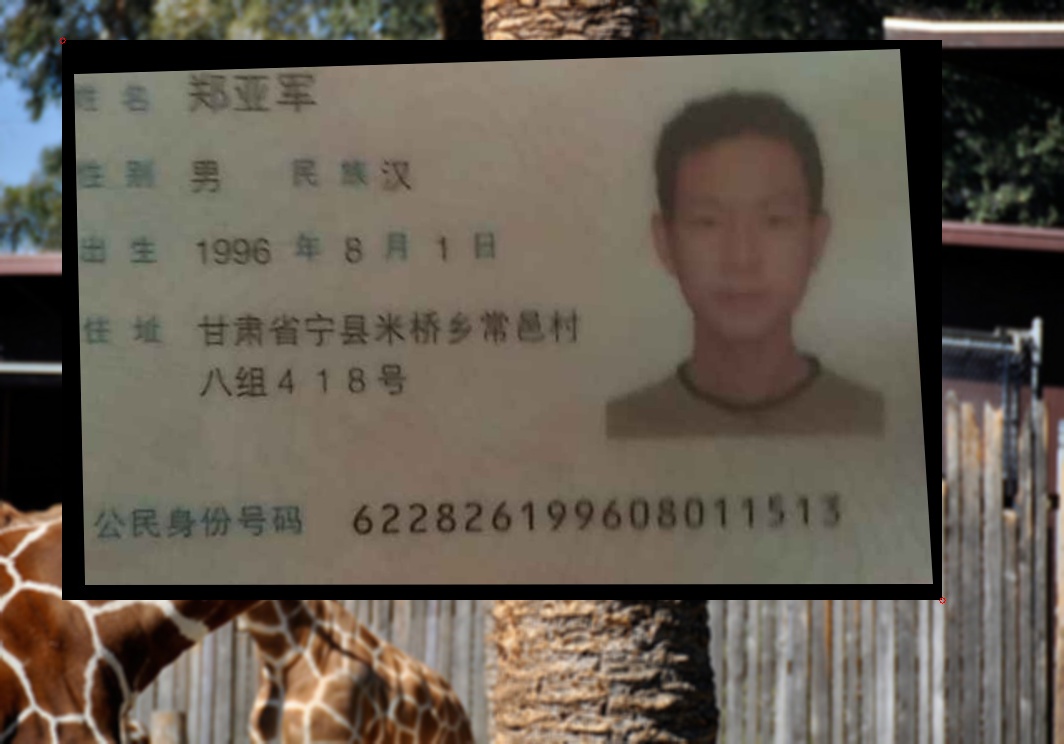 姓名 郑亚军
性别 男 民族 汉
出生 1996 年 8 月 1 日
住址 甘肃省宁县米桥乡常邑村
八组418号
公民身份号码 622826199608011513